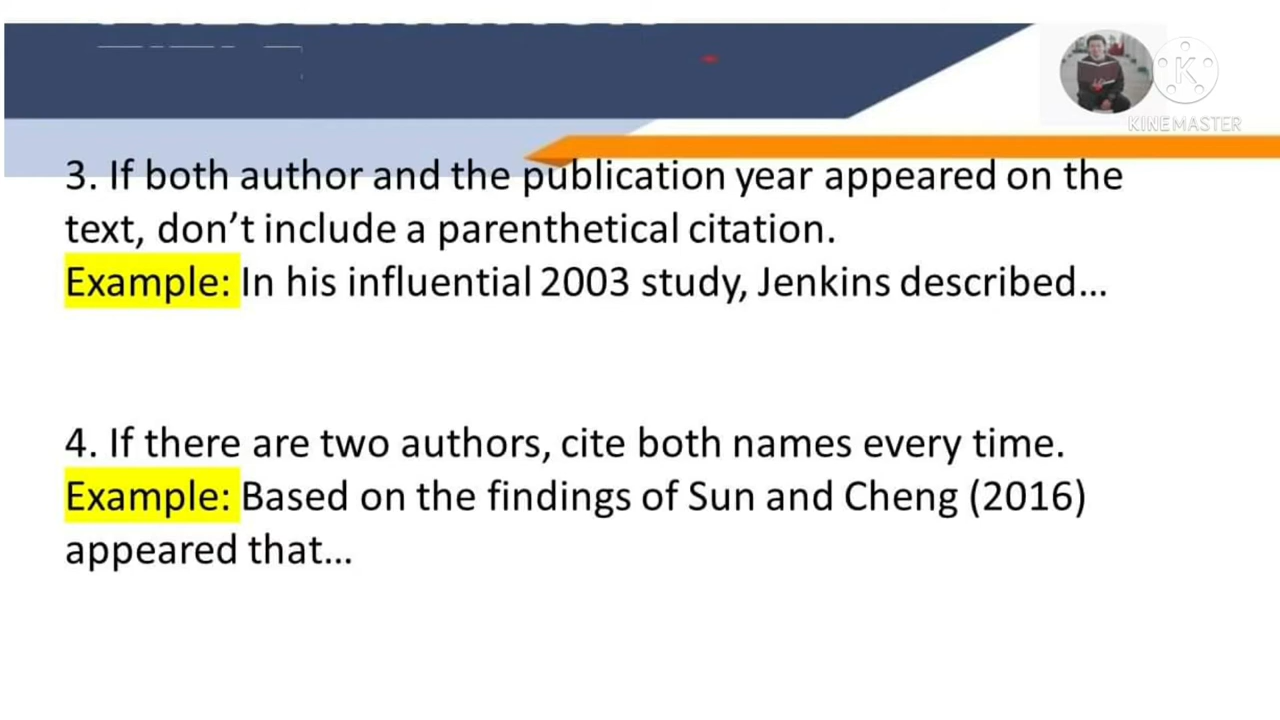 KINEMASTER
3. If both author and the publication year appeared on the
text, don’t include a parenthetical citation.
Example: In his influential 2003 study, Jenkins described…
4. If there are two authors, cite both names every time.
Example: Based on the findings of Sun and Cheng (2016)
appeared that…